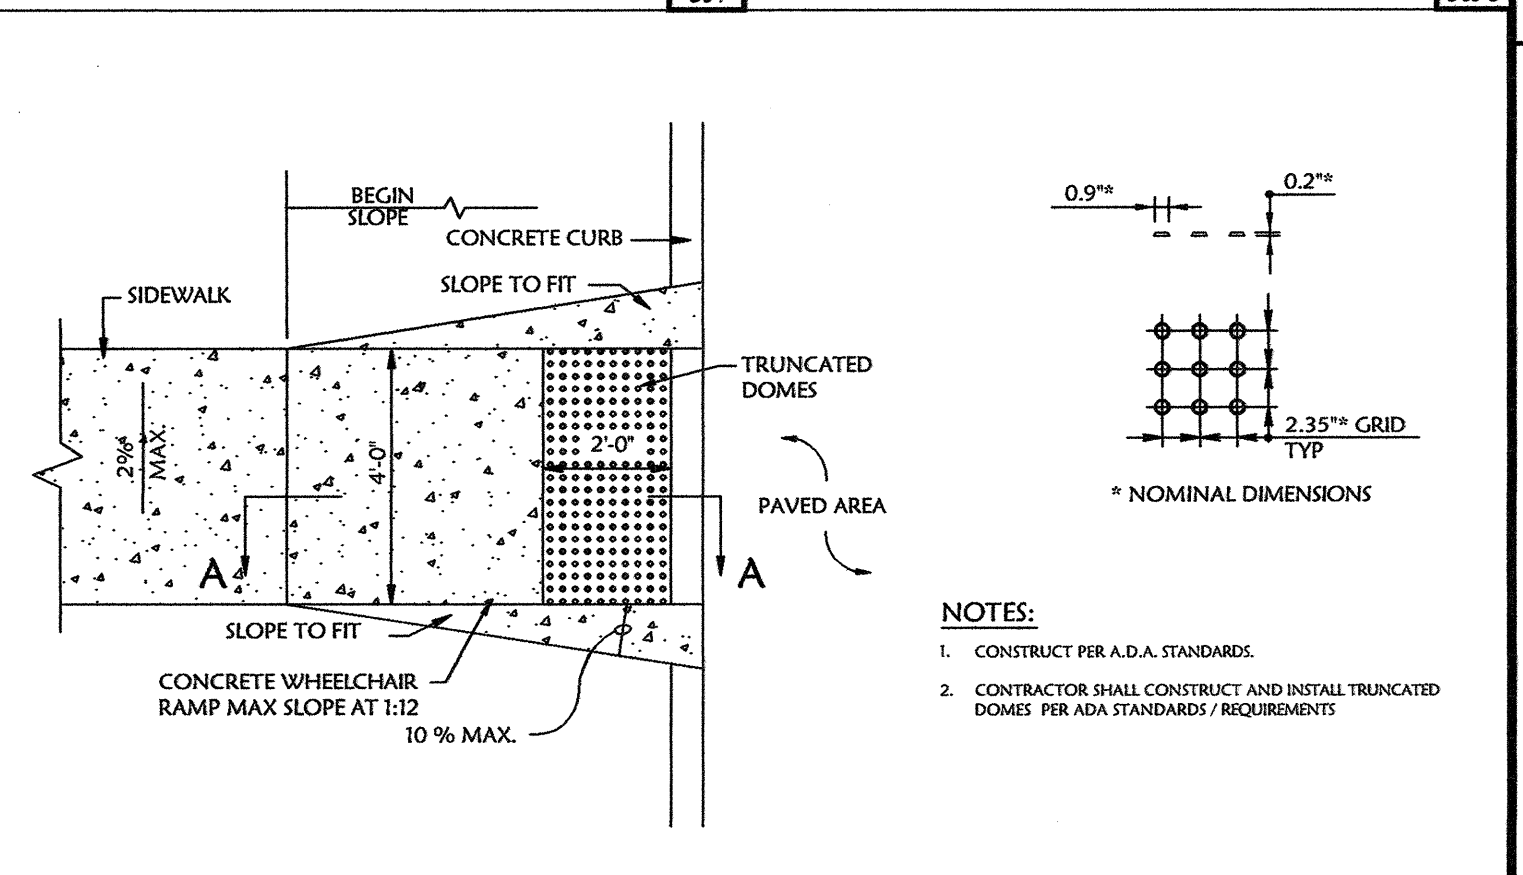 BEGIN
SLOPE
CONCRETE CURB
SLOPE TO FIT
SIDEWALK
TRUNCATED
DOMES
2% MAX.
4'-0"
2'-0"
PAVED AREA
A
A
SLOPE TO FIT
CONCRETE WHEELCHAIR
RAMP MAX SLOPE AT 1:12
10 % MAX.
0.9"*
0.2"*
2.35"* GRID
TYP
* NOMINAL DIMENSIONS
NOTES:
1. CONSTRUCT PER A.D.A. STANDARDS.
2. CONTRACTOR SHALL CONSTRUCT AND INSTALL TRUNCATED
DOMES PER ADA STANDARDS / REQUIREMENTS